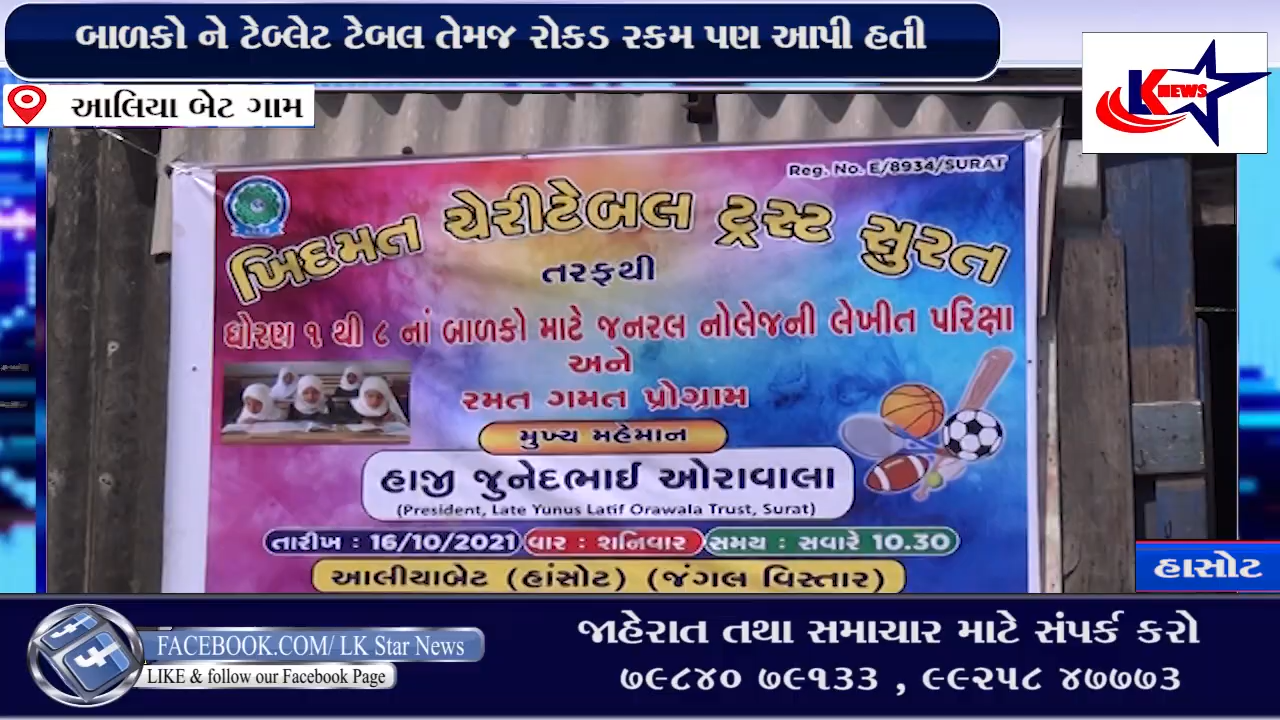 બાળકો ને ટેબ્લેટ ટેબલ તેમજ રોકડ રકમ પણ આપી હતી
આલિયા બેટ ગામ
LK NEWS
Reg. No. E/8934/SURAT
ખિદમત ચેરીટેબલ ટ્રસ્ટ સુરત
તરફથી
ધોરણ ૧ થી ૮ નાં બાળકો માટે જનરલ નોલેજની લેખીત પરિક્ષા
અને
રમત ગમત પ્રોગ્રામ
મુખ્ય મહેમાન
હાજી જુનેદભાઈ ઓરાવાલા
(President, Late Yunus Latif Orawala Trust, Surat)
તારીખ : 16/10/2021 વાર : શનિવાર સમય : સવારે 10.30
આલીયાબેટ (હાંસોટ) (જંગલ વિસ્તાર)
હાસોટ
FACEBOOK.COM/ LK Star News
LIKE & follow our Facebook Page
જાહેરાત તથા સમાચાર માટે સંપર્ક કરો
૭૯૮૪૦ ૭૯૧૩૩ , ૯૯૨૫૮ ૪૭૭૭૩